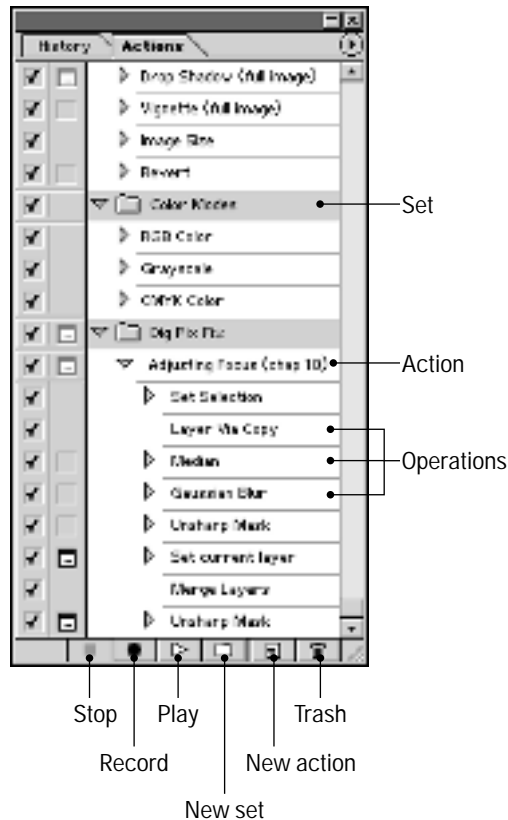 History Actions
Drop Shadow (full image)
Vignette (full image)
Image Size
Revert
Color Modes
Set
RGB Color
Grayscale
CMYK Color
Dig Pix Fix
Adjusting Focus (chap 10)
Action
Set Selection
Layer Via Copy
Median
Operations
Gaussian Blur
Unsharp Mask
Set current layer
Merge Layers
Unsharp Mask
Stop Play Trash
Record New action
New set